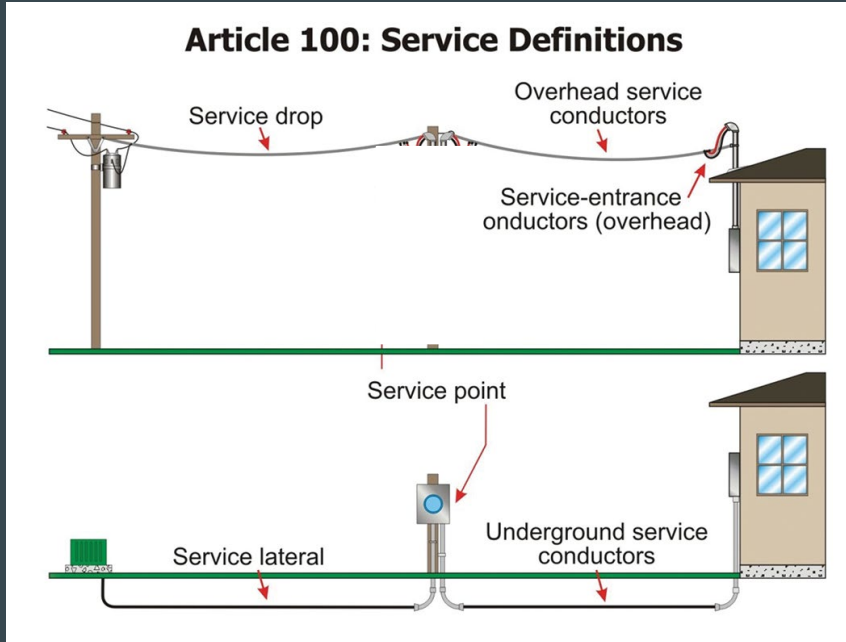 Article 100: Service Definitions
Service drop
Overhead service
conductors
Service-entrance
onductors (overhead)
Service point
Service lateral
Underground service
conductors